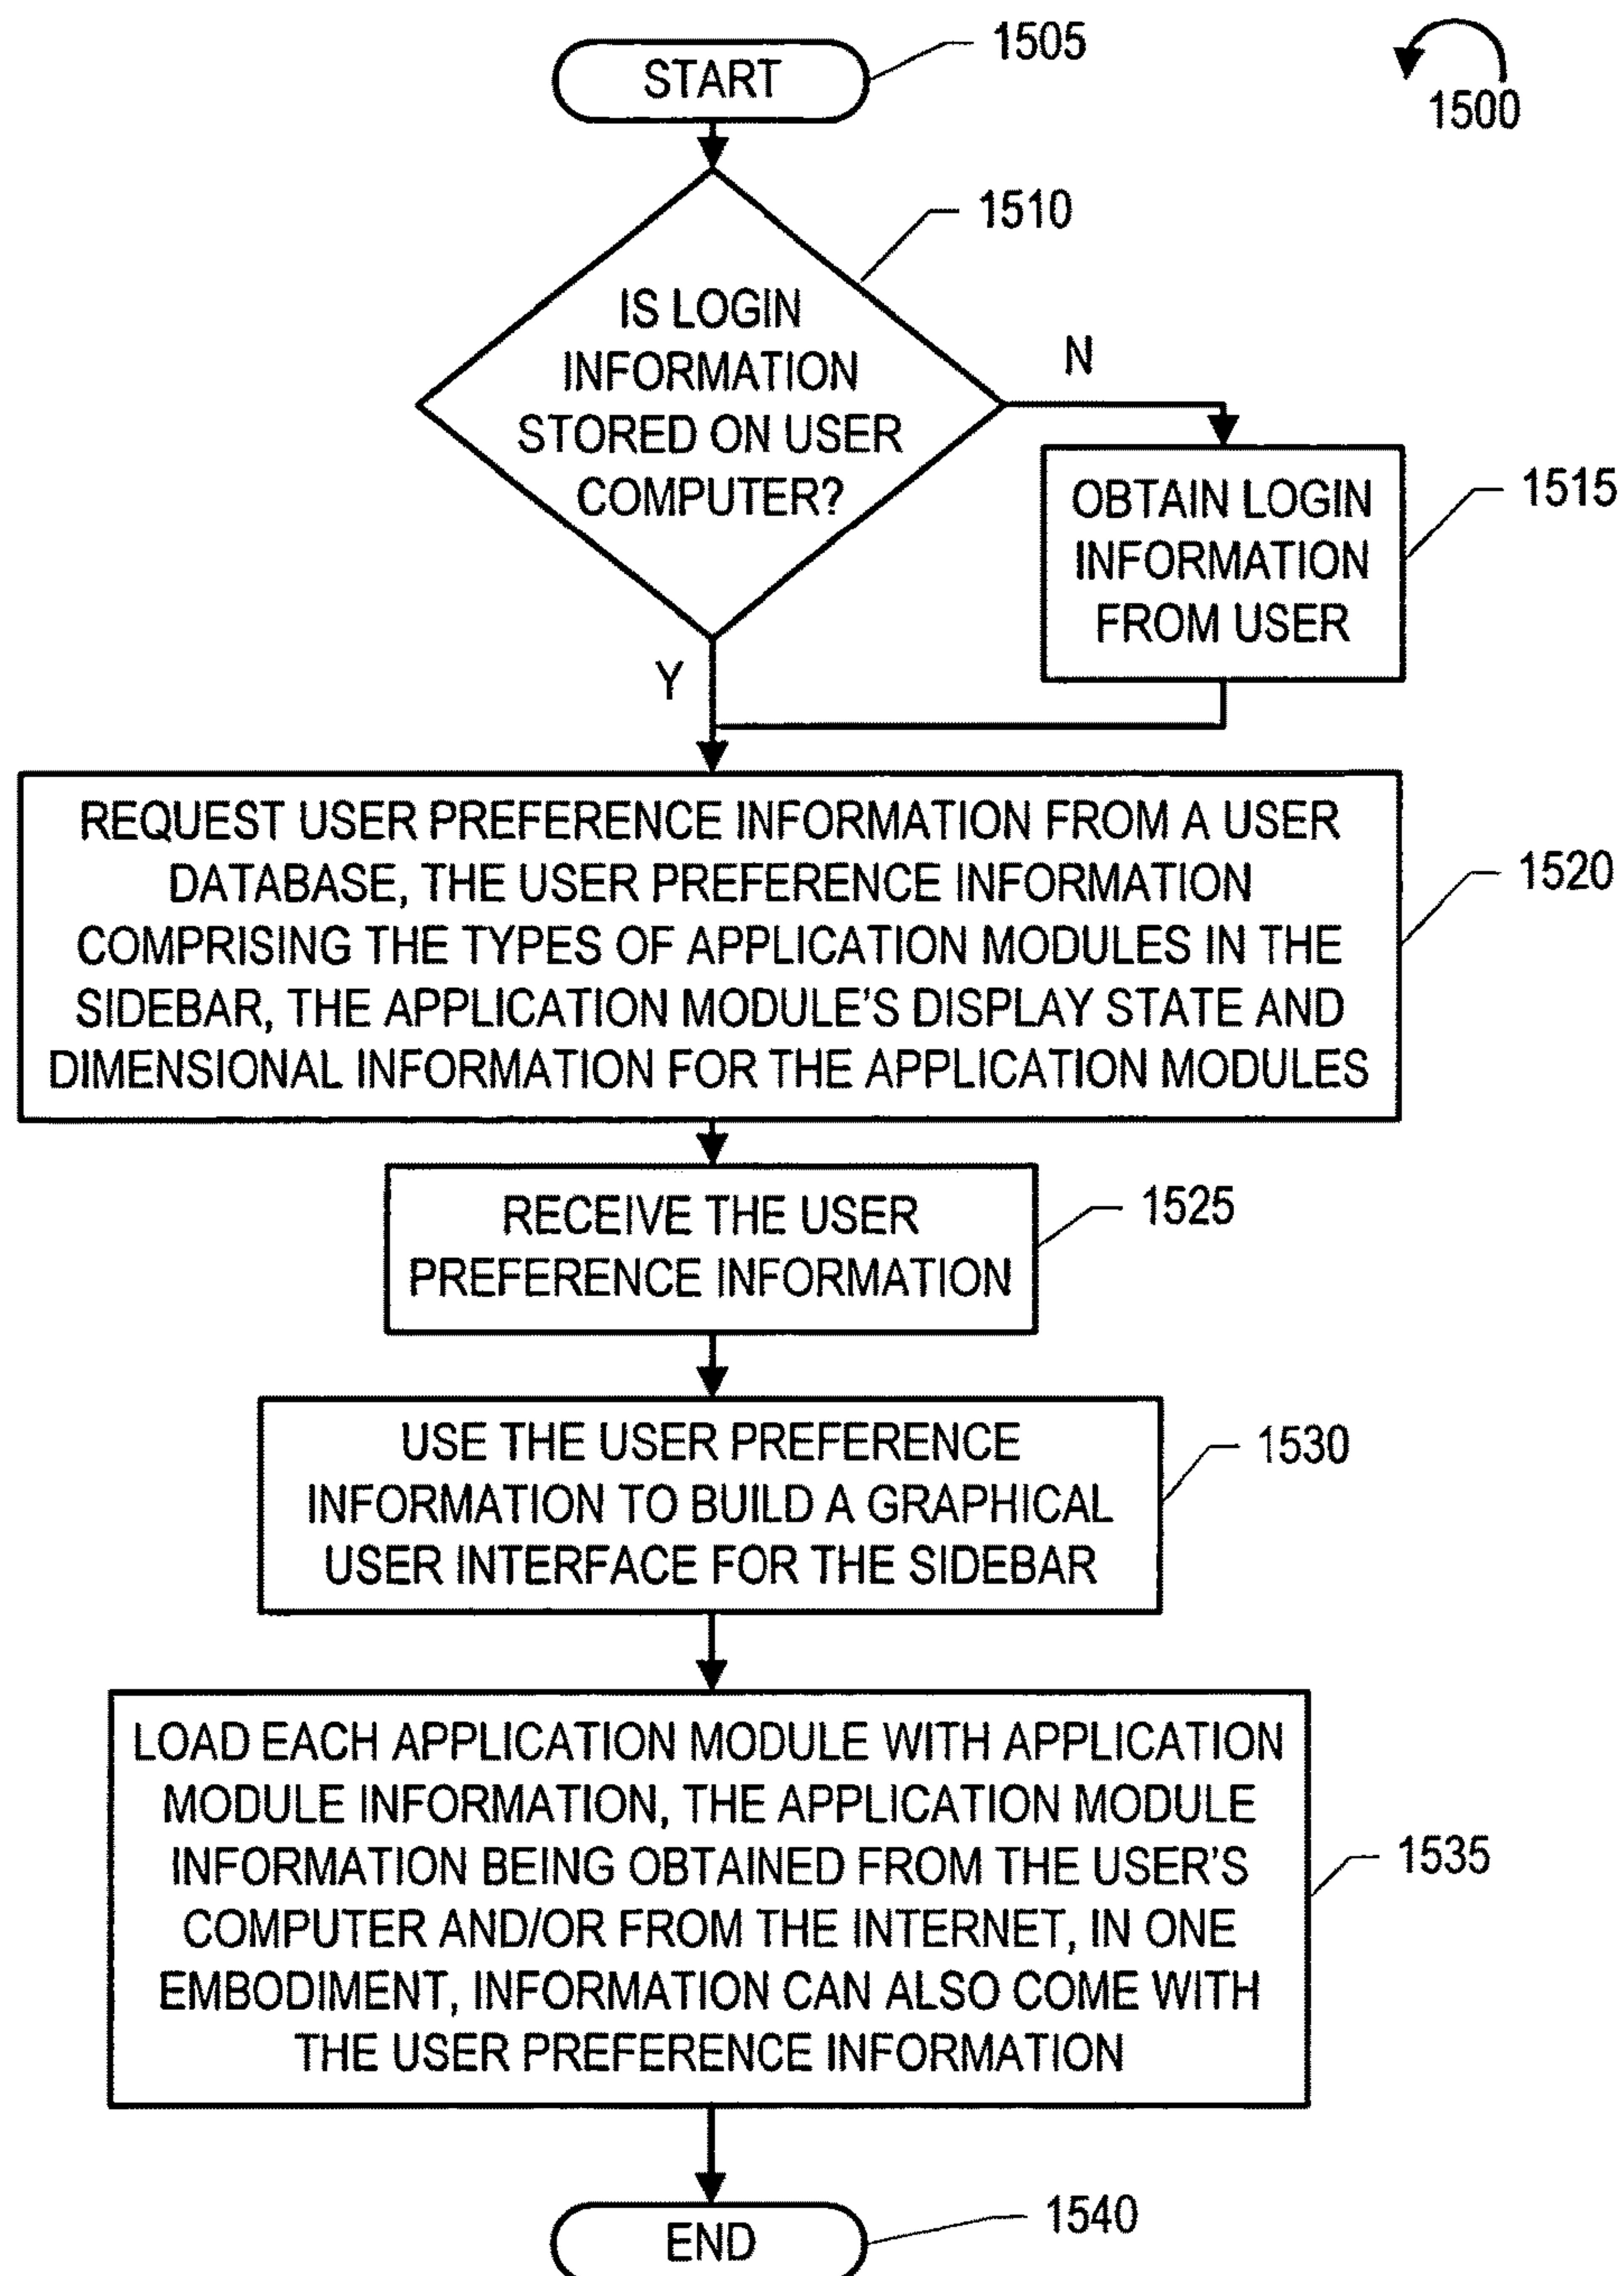 START
1505
1500
1510
IS LOGIN
INFORMATION
STORED ON USER
COMPUTER?
N
OBTAIN LOGIN
INFORMATION
FROM USER
1515
Y
REQUEST USER PREFERENCE INFORMATION FROM A USER
DATABASE, THE USER PREFERENCE INFORMATION
COMPRISING THE TYPES OF APPLICATION MODULES IN THE
SIDEBAR, THE APPLICATION MODULE'S DISPLAY STATE AND
DIMENSIONAL INFORMATION FOR THE APPLICATION MODULES
1520
RECEIVE THE USER
PREFERENCE INFORMATION
1525
USE THE USER PREFERENCE
INFORMATION TO BUILD A GRAPHICAL
USER INTERFACE FOR THE SIDEBAR
1530
LOAD EACH APPLICATION MODULE WITH APPLICATION
MODULE INFORMATION, THE APPLICATION MODULE
INFORMATION BEING OBTAINED FROM THE USER'S
COMPUTER AND/OR FROM THE INTERNET, IN ONE
EMBODIMENT, INFORMATION CAN ALSO COME WITH
THE USER PREFERENCE INFORMATION
1535
END
1540